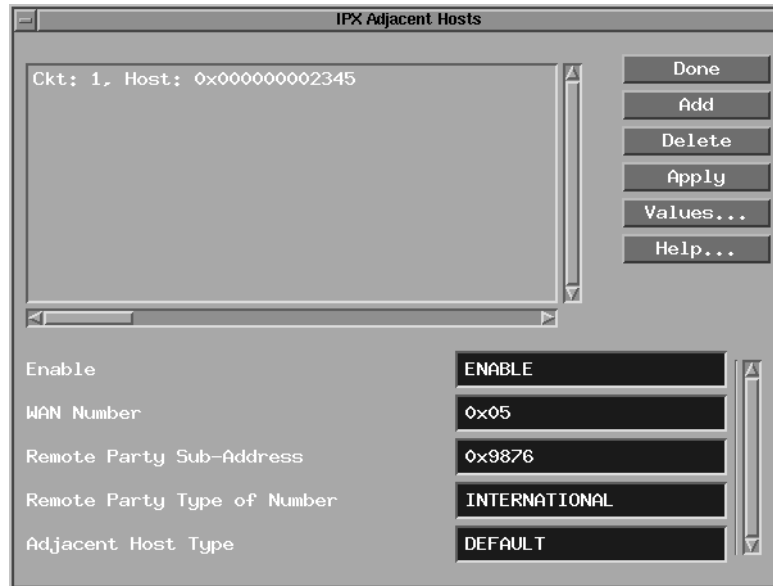 IPX Adjacent Hosts
Ckt: 1, Host: 0x000000002345
Done
Add
Delete
Apply
Values...
Help...
Enable
ENABLE
WAN Number
0x05
Remote Party Sub-Address
0x9876
Remote Party Type of Number
INTERNATIONAL
Adjacent Host Type
DEFAULT